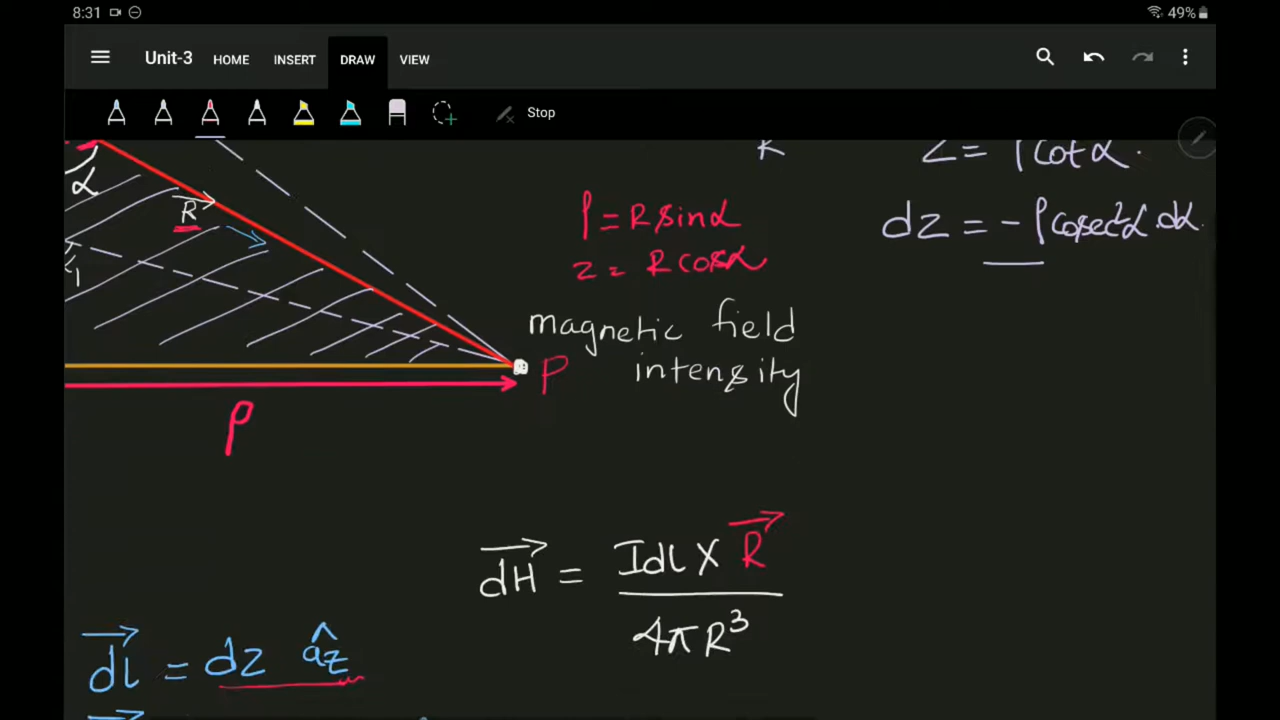 8:31 49%
Unit-3 HOME INSERT DRAW VIEW
Stop
α
R
z = ρ cot α.
ρ = R sin α
dz = - ρ cosec² α. dα.
z = R cos α
magnetic field
intensity
P
ρ
dH = Idl X R
4πR³
dl = dz âz